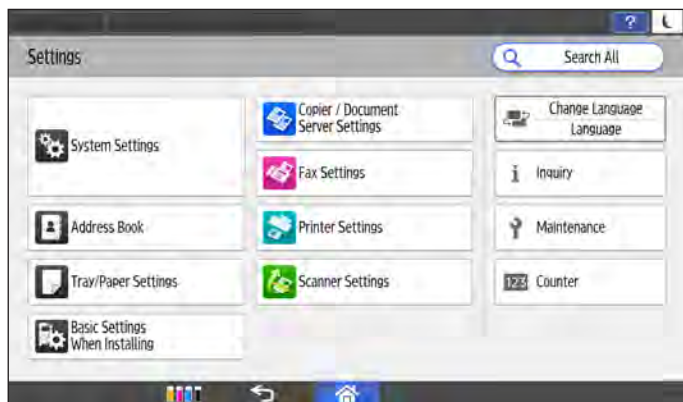 ?
Settings
Search All
System Settings
Copier / Document
Server Settings
Change Language
Language
Fax Settings
i Inquiry
Address Book
Printer Settings
Maintenance
Tray/Paper Settings
Scanner Settings
123 Counter
Basic Settings
When Installing